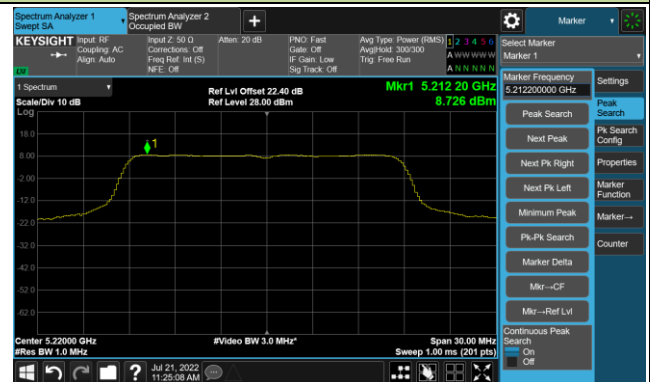 Spectrum Analyzer 1
Swept SA
Spectrum Analyzer 2
Occupied BW
+
Marker
KEYSIGHT
Input: RF
Coupling: AC
Align: Auto
Input Z: 50 Ω
Corrections: Off
Freq Ref: Int (S)
NFE: Off
Atten: 20 dB
PNO: Fast
Gate: Off
IF Gain: Low
Sig Track: Off
Avg Type: Power (RMS)
Avg|Hold: 300/300
Trig: Free Run
1 2 3 4 5 6
A W W W W W
A N N N N N
Select Marker
Marker 1
1 Spectrum
Scale/Div 10 dB
Log
Ref Lvl Offset 22.40 dB
Ref Level 28.00 dBm
Mkr1 5.212 20 GHz
8.726 dBm
18.0
8.00
-2.00
-12.0
-22.0
-32.0
-42.0
-52.0
-62.0
1
Center 5.22000 GHz
#Res BW 1.0 MHz
#Video BW 3.0 MHz*
Span 30.00 MHz
Sweep 1.00 ms (201 pts)
Marker Frequency
5.212200000 GHz
Peak Search
Next Peak
Next Pk Right
Next Pk Left
Minimum Peak
Pk-Pk Search
Marker Delta
Mkr→CF
Mkr→Ref Lvl
Continuous Peak
Search
On
Off
Settings
Peak
Search
Pk Search
Config
Properties
Marker
Function
Marker→
Counter
?
Jul 21, 2022
11:25:08 AM